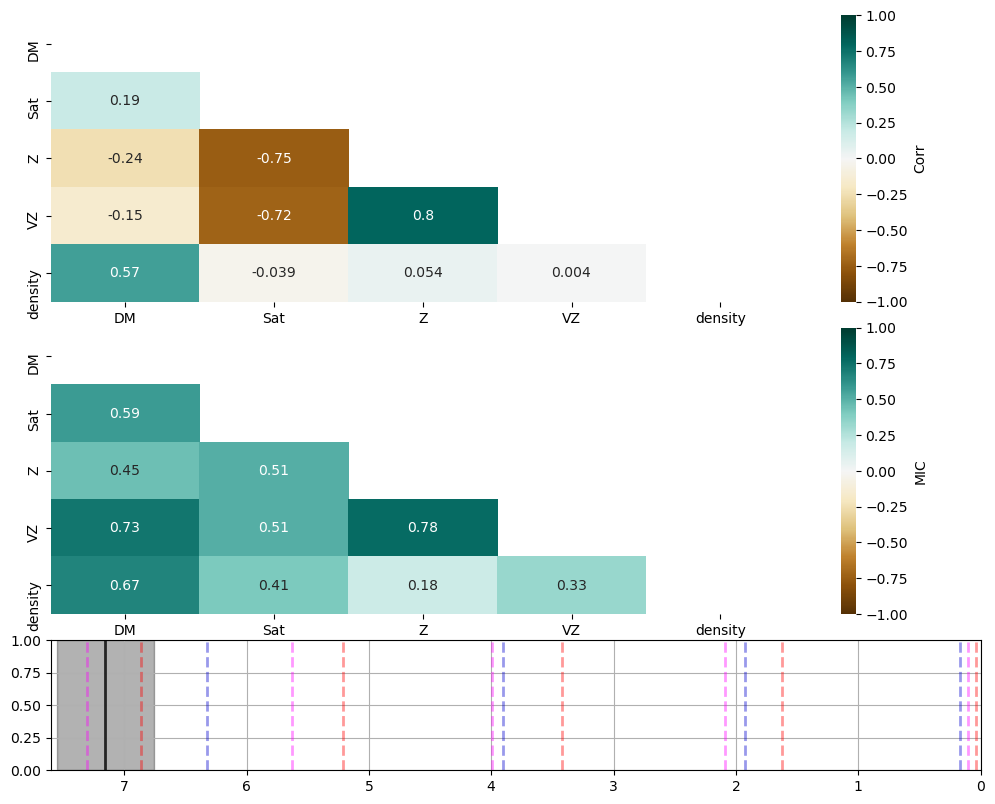 DM
Sat 0.19
Z -0.24 -0.75
VZ -0.15 -0.72 0.8
density 0.57 -0.039 0.054 0.004
DM Sat Z VZ density
1.00
0.75
0.50
0.25
0.00
−0.25
−0.50
−0.75
−1.00
Corr
DM
Sat 0.59
Z 0.45 0.51
VZ 0.73 0.51 0.78
density 0.67 0.41 0.18 0.33
DM Sat Z VZ density
1.00
0.75
0.50
0.25
0.00
−0.25
−0.50
−0.75
−1.00
MIC
1.00
0.75
0.50
0.25
0.00
7 6 5 4 3 2 1 0